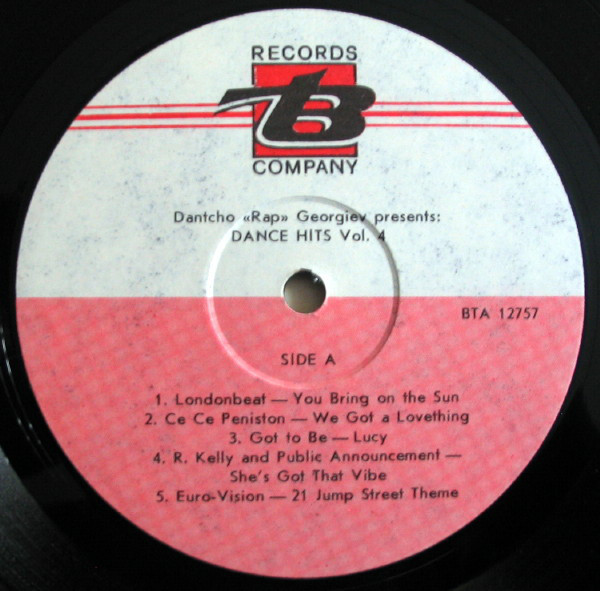 RECORDS
TB
COMPANY
Dantcho «Rap» Georgiev presents:
DANCE HITS Vol. 4
BTA 12757
SIDE A
1. Londonbeat — You Bring on the Sun
2. Ce Ce Peniston — We Got a Lovething
3. Got to Be — Lucy
4. R. Kelly and Public Announcement —
She's Got That Vibe
5. Euro-Vision — 21 Jump Street Theme